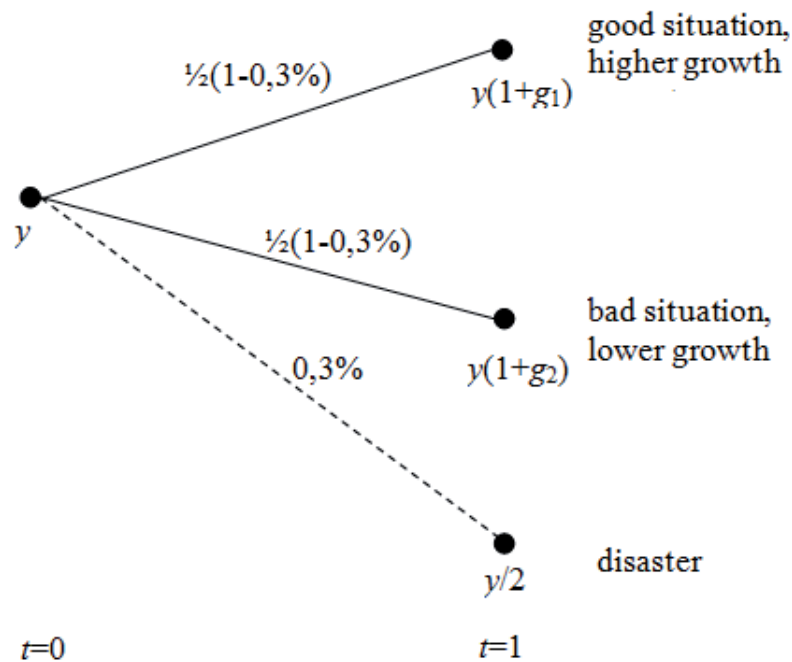 good situation,
higher growth
½(1-0,3%)
y(1+g₁)
y
½(1-0,3%)
bad situation,
lower growth
y(1+g₂)
0,3%
disaster
y/2
t=0
t=1